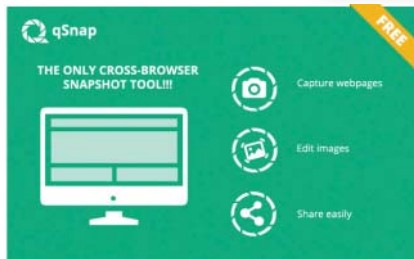 qSnap
FREE
THE ONLY CROSS-BROWSER
SNAPSHOT TOOL!!!
Capture webpages
Edit images
Share easily